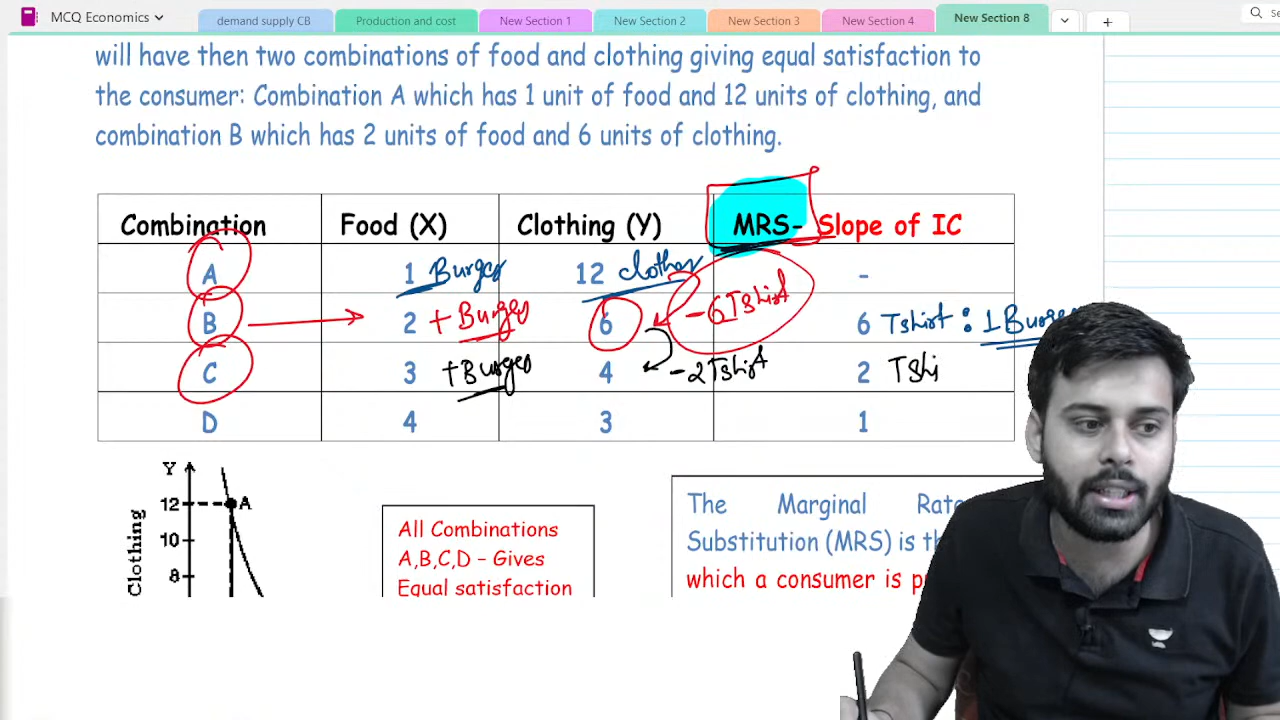 MCQ Economics
demand supply CB
Production and cost
New Section 1
New Section 2
New Section 3
New Section 4
New Section 8
will have then two combinations of food and clothing giving equal satisfaction to
the consumer: Combination A which has 1 unit of food and 12 units of clothing, and
combination B which has 2 units of food and 6 units of clothing.
Combination Food (X) Clothing (Y) MRS- Slope of IC
A 1 Burger 12 clothes -
B 2 + Burger 6 -6 Tshirt 6 Tshirt : 1 Burger
C 3 +Burger 4 -2 Tshirt 2 Tshi
D 4 3 1
Y
12 A
10
8
Clothing
All Combinations
A,B,C,D – Gives
Equal satisfaction
The Marginal Rate
Substitution (MRS) is th
which a consumer is p